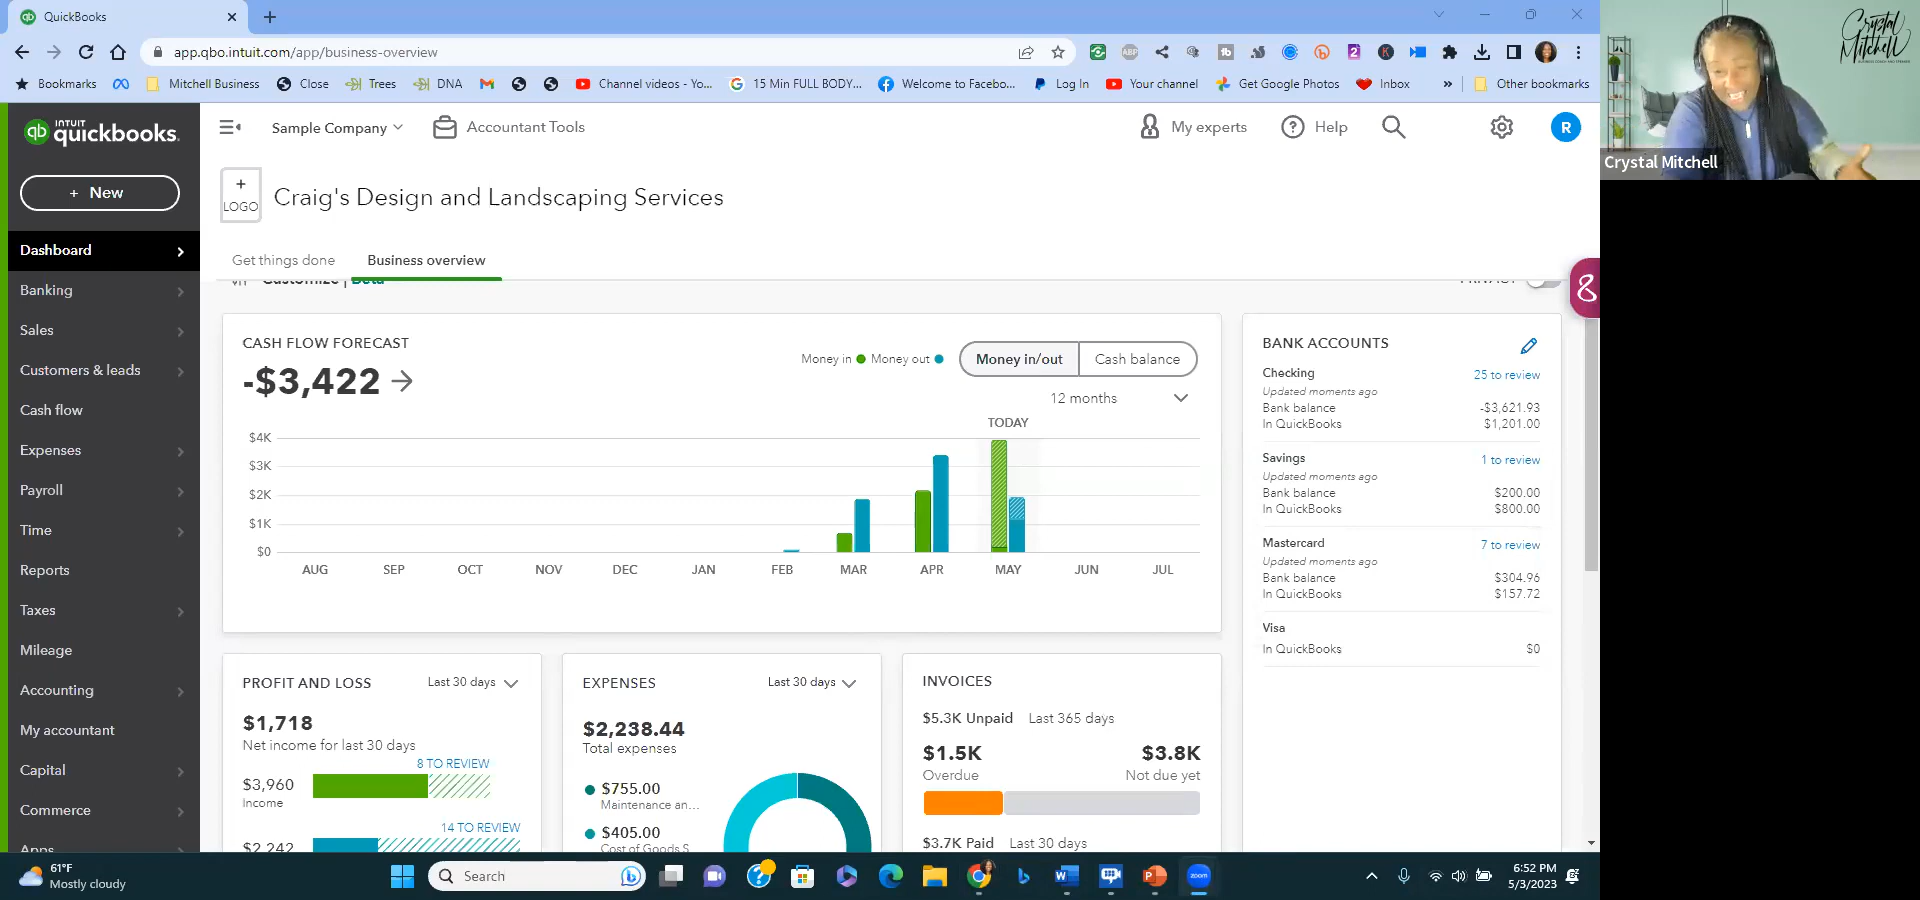 QuickBooks
app.qbo.intuit.com/app/business-overview
Bookmarks
Mitchell Business
Close
Trees
DNA
Channel videos - Yo...
15 Min FULL BODY...
Welcome to Facebo...
Log In
Your channel
Get Google Photos
Inbox
»
Other bookmarks
Crystal
Mitchell
Crystal Mitchell
INTUIT
quickbooks.
Sample Company
Accountant Tools
My experts
Help
R
+ New
+
LOGO
Craig's Design and Landscaping Services
Get things done
Business overview
Customize | Beta
PRIVACY
Dashboard
Banking
Sales
Customers & leads
Cash flow
Expenses
Payroll
Time
Reports
Taxes
Mileage
Accounting
My accountant
Capital
Commerce
Apps
CASH FLOW FORECAST
-$3,422
Money in
Money out
Money in/out
Cash balance
12 months
TODAY
$4K
$3K
$2K
$1K
$0
AUG SEP OCT NOV DEC JAN FEB MAR APR MAY JUN JUL
BANK ACCOUNTS
Checking 25 to review
Updated moments ago
Bank balance -$3,621.93
In QuickBooks $1,201.00
Savings 1 to review
Updated moments ago
Bank balance $200.00
In QuickBooks $800.00
Mastercard 7 to review
Updated moments ago
Bank balance $304.96
In QuickBooks $157.72
Visa
In QuickBooks $0
PROFIT AND LOSS Last 30 days
$1,718
Net income for last 30 days
8 TO REVIEW
$3,960
Income
14 TO REVIEW
$2,242
EXPENSES Last 30 days
$2,238.44
Total expenses
$755.00
Maintenance an...
$405.00
Cost of Goods S
INVOICES
$5.3K Unpaid Last 365 days
$1.5K $3.8K
Overdue Not due yet
$3.7K Paid Last 30 days
61°F
Mostly cloudy
Search
zoom
6:52 PM
5/3/2023